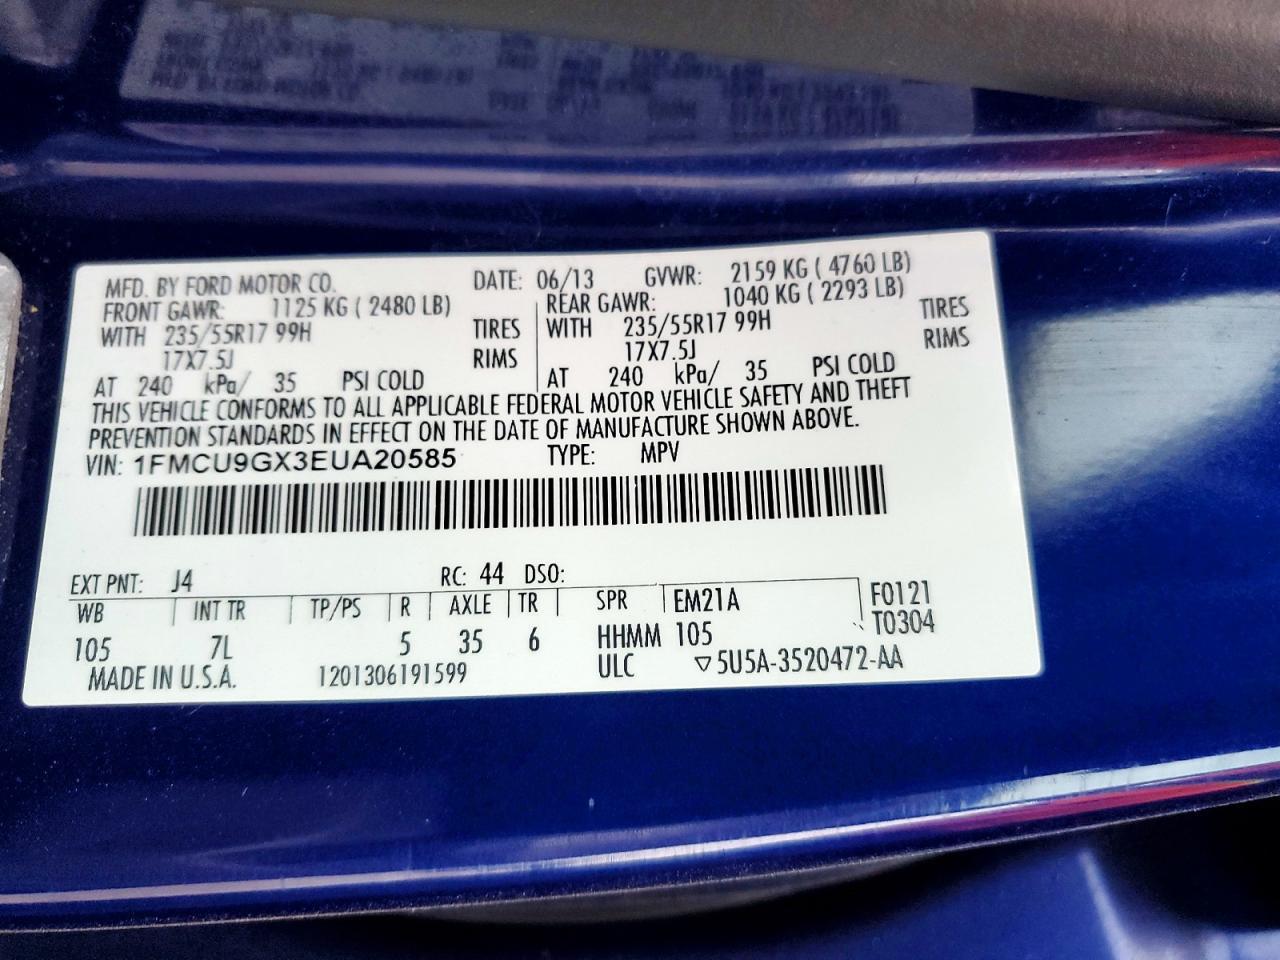 MFD. BY FORD MOTOR CO. DATE: 06/13 GVWR: 2159 KG ( 4760 LB)
FRONT GAWR: 1125 KG ( 2480 LB) REAR GAWR: 1040 KG ( 2293 LB)
WITH 235/55R17 99H TIRES WITH 235/55R17 99H TIRES
17X7.5J RIMS 17X7.5J RIMS
AT 240 kPa/ 35 PSI COLD AT 240 kPa/ 35 PSI COLD
THIS VEHICLE CONFORMS TO ALL APPLICABLE FEDERAL MOTOR VEHICLE SAFETY AND THEFT
PREVENTION STANDARDS IN EFFECT ON THE DATE OF MANUFACTURE SHOWN ABOVE.
VIN: 1FMCU9GX3EUA20585 TYPE: MPV
EXT PNT: J4 RC: 44 DSO:
WB INT TR TP/PS R AXLE TR SPR EM21A F0121
105 7L 5 35 6 HHMM 105 T0304
MADE IN U.S.A. 1201306191599 ULC ▽5U5A-3520472-AA